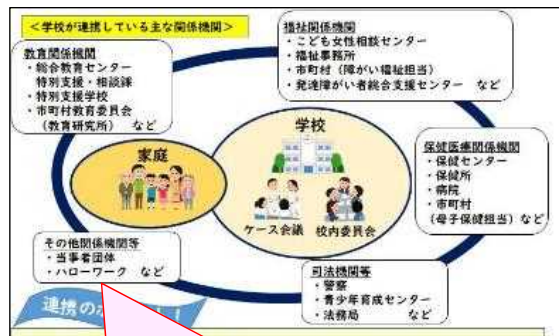 ＜学校が連携している主な関係機関＞
教育関係機関
・総合教育センター
特別支援・相談課
・特別支援学校
・市町村教育委員会
（教育研究所）　など
福祉関係機関
・こども女性相談センター
・福祉事務所
・市町村（障がい福祉担当）
・発達障がい者総合支援センター　など
学校
家庭
ケース会議
校内委員会
保健医療関係機関
・保健センター
・保健所
・病院
・市町村
（母子保健担当）など
その他関係機関等
・当事者団体
・ハローワーク　など
司法機関等
・警察
・青少年育成センター
・法務局　など
連携の